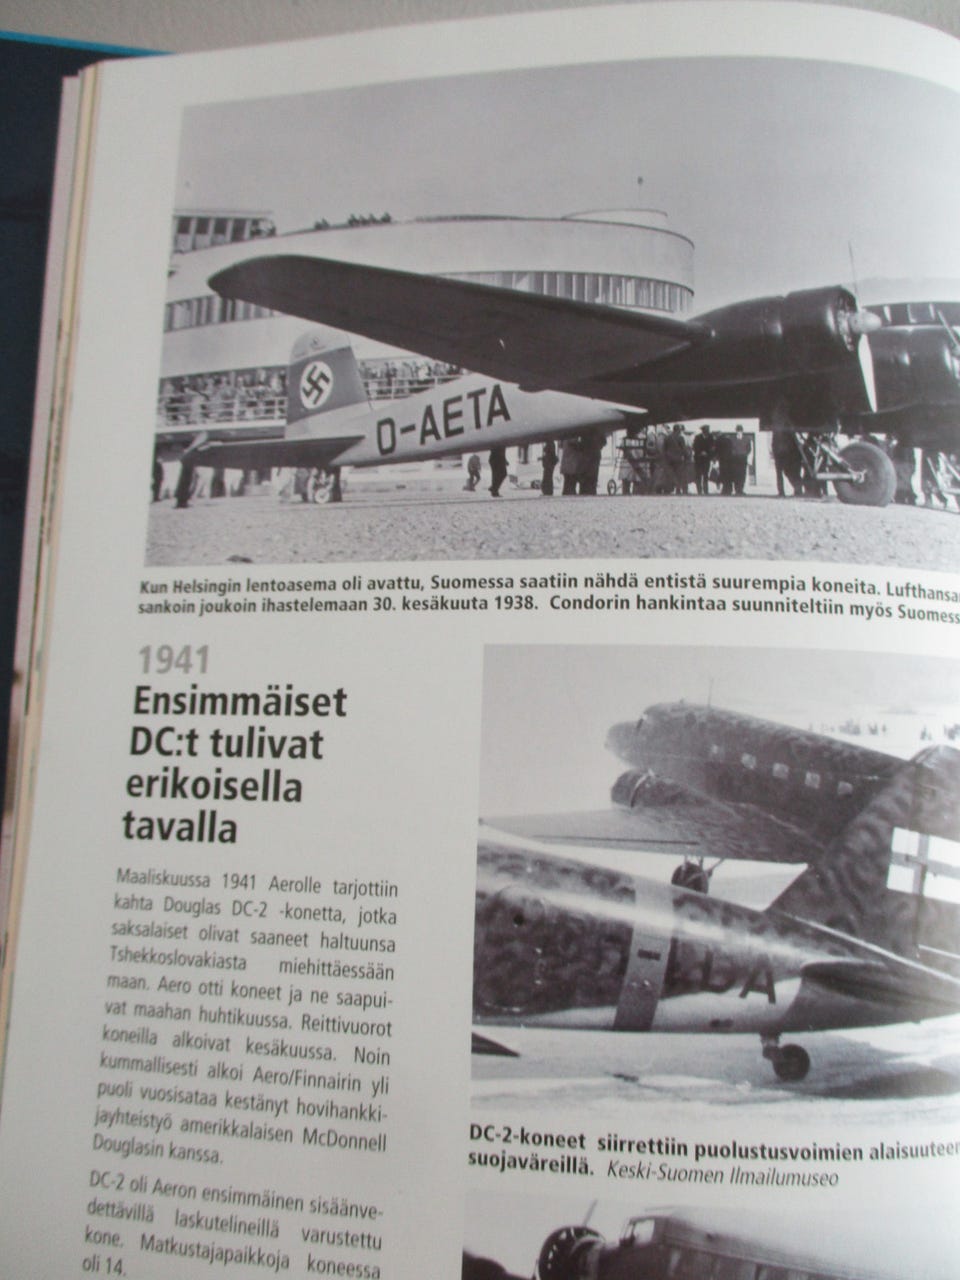 D-AETA
Kun Helsingin lentoasema oli avattu, Suomessa saatiin nähdä entistä suurempia koneita. Lufthansan
sankoin joukoin ihastelemaan 30. kesäkuuta 1938. Condorin hankintaa suunniteltiin myös Suomess
1941
Ensimmäiset
DC:t tulivat
erikoisella
tavalla
Maaliskuussa 1941 Aerolle tarjottiin
kahta Douglas DC-2 -konetta, jotka
saksalaiset olivat saaneet haltuunsa
Tshekkoslovakiasta miehittäessään
maan. Aero otti koneet ja ne saapui-
vat maahan huhtikuussa. Reittivuorot
koneilla alkoivat kesäkuussa. Noin
kummallisesti alkoi Aero/Finnairin yli
puoli vuosisataa kestänyt hovihankki-
jayhteistyö amerikkalaisen McDonnell
Douglasin kanssa.
DC-2 oli Aeron ensimmäinen sisäänve-
dettävillä laskutelineillä varustettu
kone. Matkustajapaikkoja koneessa
oli 14.
DC-2-koneet siirrettiin puolustusvoimien alaisuuteen
suojaväreillä. Keski-Suomen Ilmailumuseo